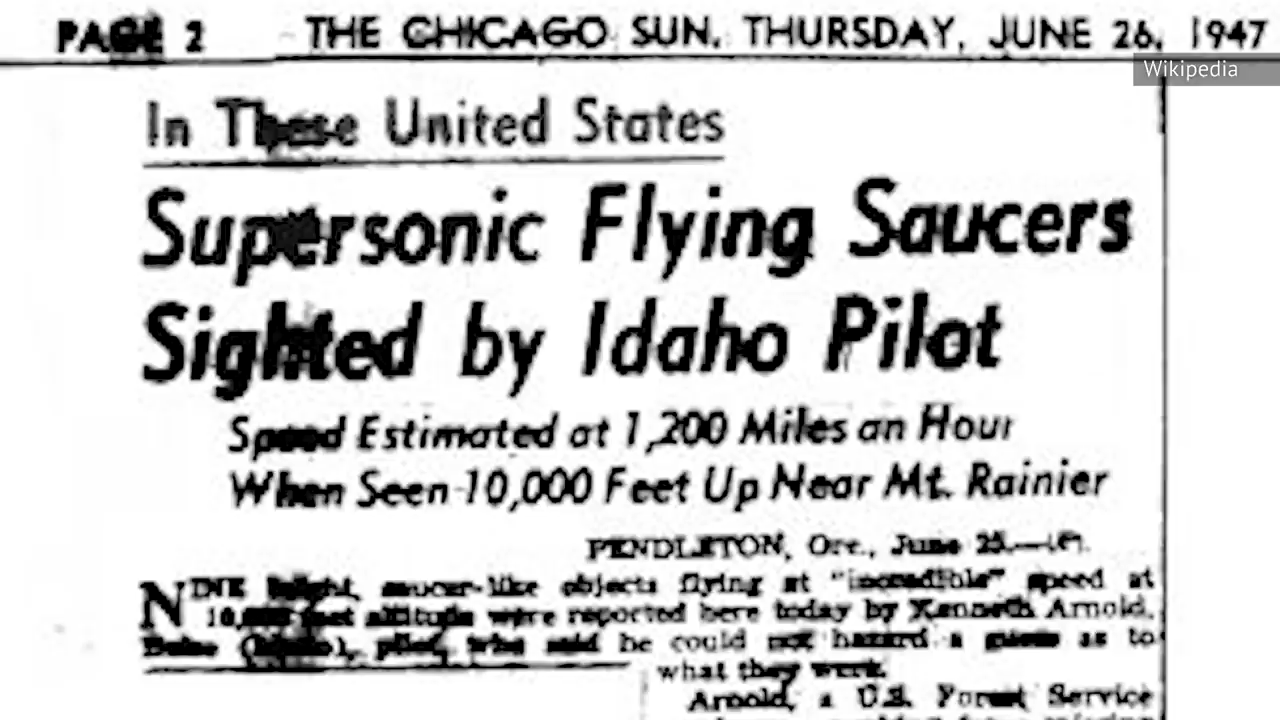 PAGE 2 THE CHICAGO SUN, THURSDAY, JUNE 26, 1947
Wikipedia
In These United States
Supersonic Flying Saucers
Sighted by Idaho Pilot
Speed Estimated at 1,200 Miles an Hour
When Seen 10,000 Feet Up Near Mt. Rainier
PENDLETON, Ore., June 25.—(P).
NINE bright, saucer-like objects flying at "incredible" speed at
10,000 feet altitude were reported here today by Kenneth Arnold,
Boise (Idaho), pilot, who said he could not hazard a guess as to
what they were.
Arnold, a U.S. Forest Service